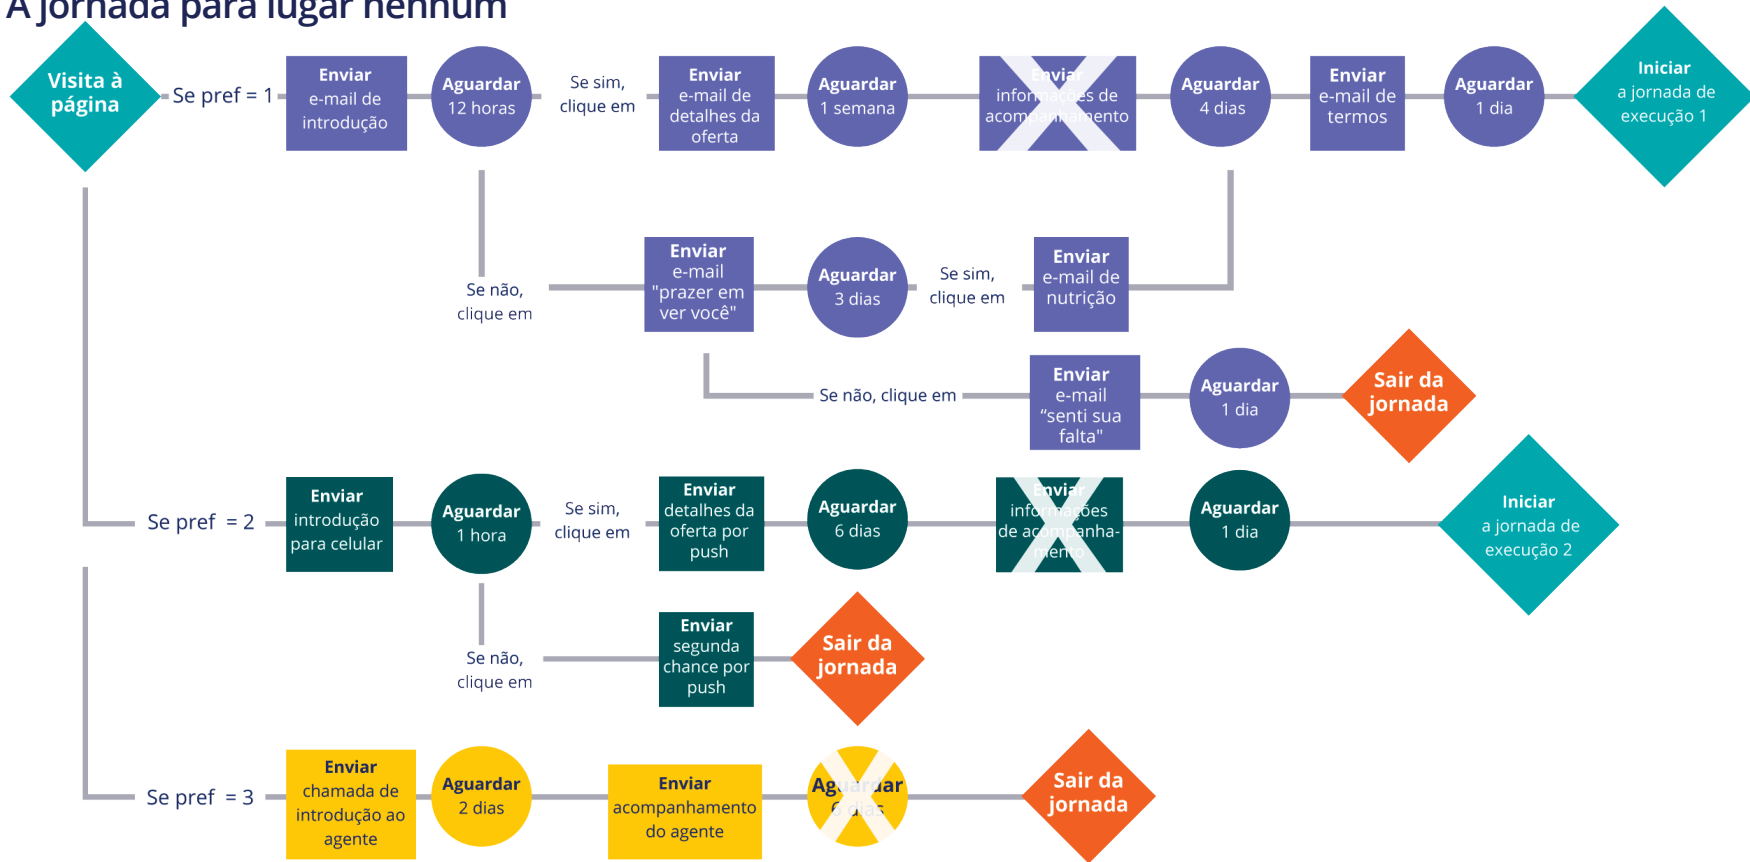 A jornada para lugar nenhum
Visita à
página
Se pref = 1
Enviar
e-mail de
introdução
Aguardar
12 horas
Se sim,
clique em
Enviar
e-mail de
detalhes da
oferta
Aguardar
1 semana
Enviar
informações de
acompanhamento
Aguardar
4 dias
Enviar
e-mail de
termos
Aguardar
1 dia
Iniciar
a jornada de
execução 1
Se não,
clique em
Enviar
e-mail
"prazer em
ver você"
Aguardar
3 dias
Se sim,
clique em
Enviar
e-mail de
nutrição
Se não, clique em
Enviar
e-mail
“senti sua
falta"
Aguardar
1 dia
Sair da
jornada
Se pref = 2
Enviar
introdução
para celular
Aguardar
1 hora
Se sim,
clique em
Enviar
detalhes da
oferta por
push
Aguardar
6 dias
Enviar
informações
de acompanha-
mento
Aguardar
1 dia
Iniciar
a jornada de
execução 2
Se não,
clique em
Enviar
segunda
chance por
push
Sair da
jornada
Se pref = 3
Enviar
chamada de
introdução ao
agente
Aguardar
2 dias
Enviar
acompanhamento
do agente
Aguardar
6 dias
Sair da
jornada